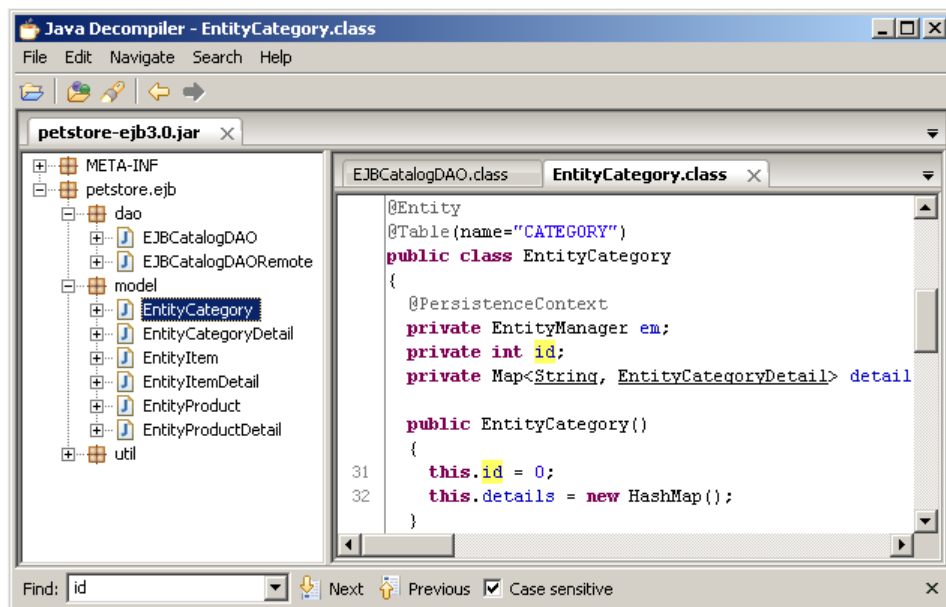 Java Decompiler - EntityCategory.class
File Edit Navigate Search Help
petstore-ejb3.0.jar
META-INF
petstore.ejb
dao
EJBCatalogDAO
EJBCatalogDAORemote
model
EntityCategory
EntityCategoryDetail
EntityItem
EntityItemDetail
EntityProduct
EntityProductDetail
util
EJBCatalogDAO.class EntityCategory.class
@Entity
@Table(name="CATEGORY")
public class EntityCategory
{
@PersistenceContext
private EntityManager em;
private int id;
private Map<String, EntityCategoryDetail> detail
public EntityCategory()
{
31 this.id = 0;
32 this.details = new HashMap();
}
Find: id Next Previous Case sensitive